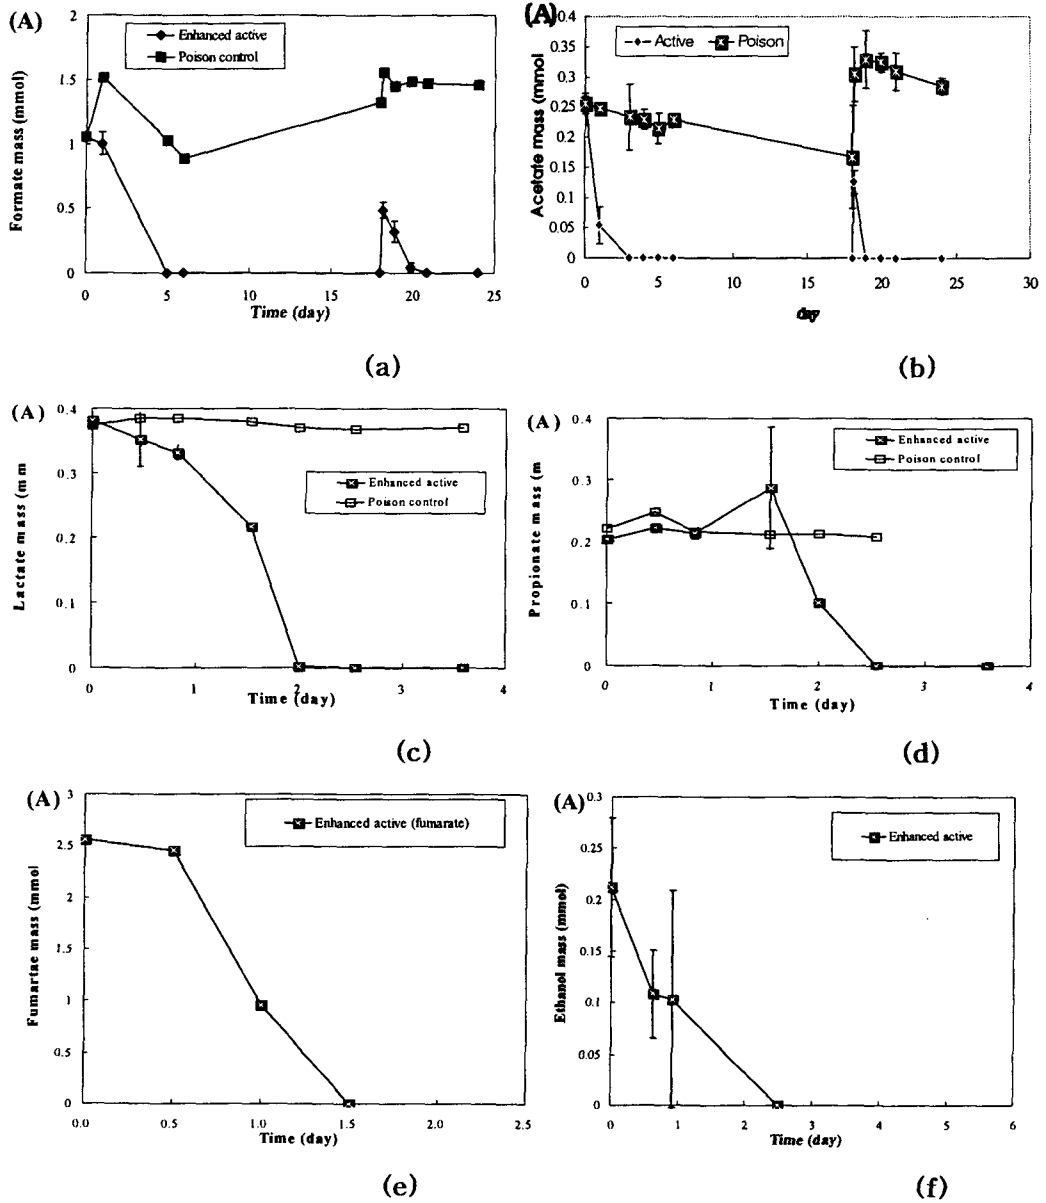 (A)
Formate mass (mmol)
2
1.5
1
0.5
0
Enhanced active
Poison control
0 5 10 15 20 25
Time (day)
(a)
(A)
Acetate mass (mmol)
0.4
0.35
0.3
0.25
0.2
0.15
0.1
0.05
0
Active Poison
0 5 10 15 20 25 30
day
(b)
(A)
Lactate mass (mm
0.4
0.3
0.2
0.1
0
Enhanced active
Poison control
0 1 2 3 4
Time (day)
(c)
(A)
Propionate mass (m
0.4
0.3
0.2
0.1
0
Enhanced active
Poison control
0 1 2 3 4
Time (day)
(d)
(A)
Fumartae mass (mmol)
3
2.5
2
1.5
1
0.5
0
Enhanced active (fumarate)
0.0 0.5 1.0 1.5 2.0 2.5
Time (day)
(e)
(A)
Ethanol mass (mmol)
0.3
0.25
0.2
0.15
0.1
0.05
0
Enhanced active
0 1 2 3 4 5 6
Time (day)
(f)